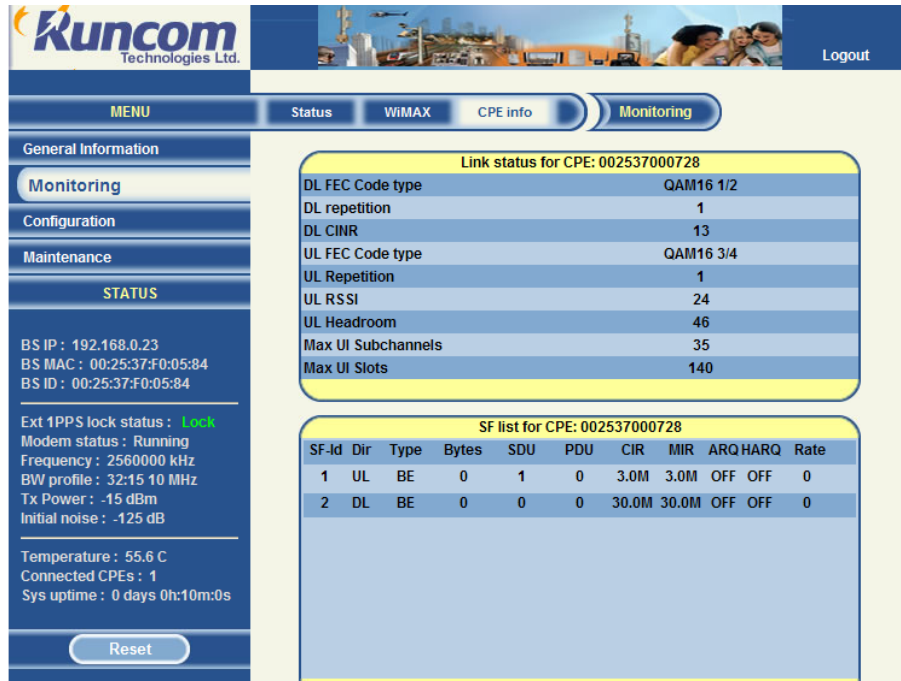 Runcom
Technologies Ltd.
Logout
MENU
Status WiMAX CPE info Monitoring
General Information
Monitoring
Configuration
Maintenance
STATUS
BS IP : 192.168.0.23
BS MAC : 00:25:37:F0:05:84
BS ID : 00:25:37:F0:05:84
Ext 1PPS lock status : Lock
Modem status : Running
Frequency : 2560000 kHz
BW profile : 32:15 10 MHz
Tx Power : -15 dBm
Initial noise : -125 dB
Temperature : 55.6 C
Connected CPEs : 1
Sys uptime : 0 days 0h:10m:0s
Reset
Link status for CPE: 002537000728
DL FEC Code type QAM16 1/2
DL repetition 1
DL CINR 13
UL FEC Code type QAM16 3/4
UL Repetition 1
UL RSSI 24
UL Headroom 46
Max Ul Subchannels 35
Max Ul Slots 140
SF list for CPE: 002537000728
SF-Id Dir Type Bytes SDU PDU CIR MIR ARQ HARQ Rate
1 UL BE 0 1 0 3.0M 3.0M OFF OFF 0
2 DL BE 0 0 0 30.0M 30.0M OFF OFF 0